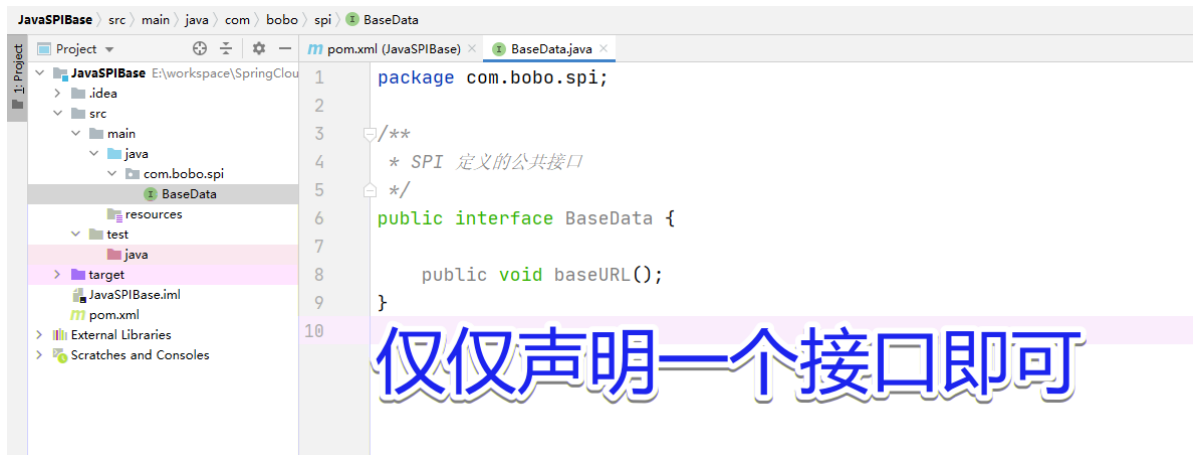 JavaSPIBase 〉 src 〉 main 〉 java 〉 com 〉 bobo 〉 spi 〉 I BaseData
1: Project
Project
JavaSPIBase E:\workspace\SpringClou
.idea
src
main
java
com.bobo.spi
I BaseData
resources
test
java
target
JavaSPIBase.iml
m pom.xml
External Libraries
Scratches and Consoles
m pom.xml (JavaSPIBase) × I BaseData.java ×
1 package com.bobo.spi;
2
3 /**
4 * SPI 定义的公共接口
5 */
6 public interface BaseData {
7
8 public void baseURL();
9 }
10
仅仅声明一个接口即可